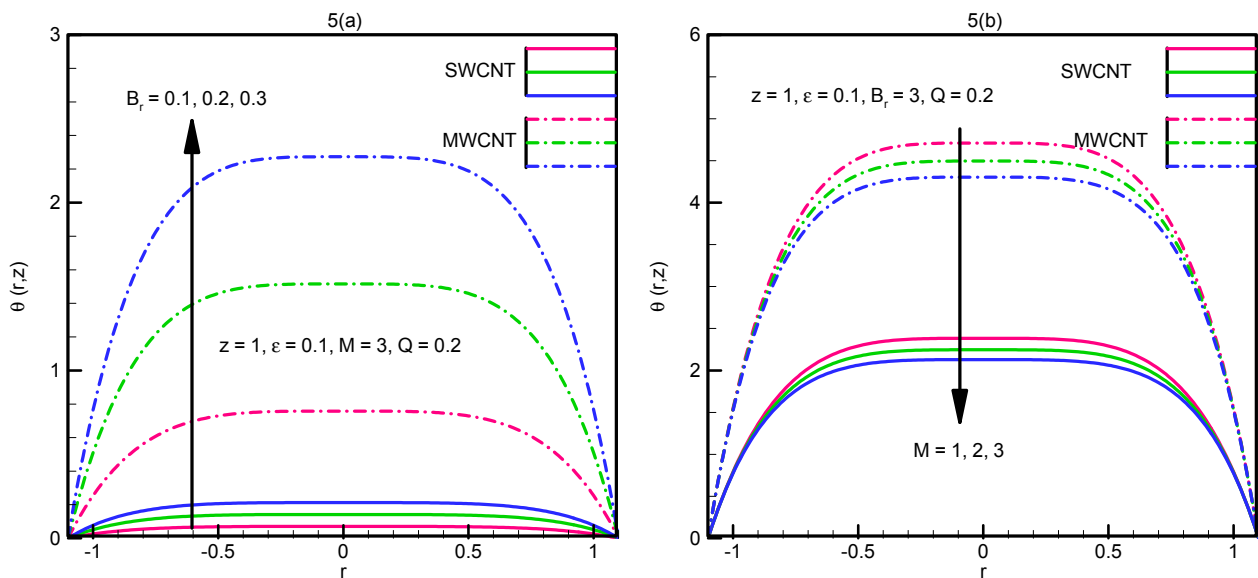 5(a)
3
2
1
0
θ (r,z)
SWCNT
MWCNT
B_r = 0.1, 0.2, 0.3
z = 1, ε = 0.1, M = 3, Q = 0.2
-1
-0.5
0
0.5
1
r
5(b)
6
4
2
0
θ (r,z)
SWCNT
z = 1, ε = 0.1, B_r = 3, Q = 0.2
MWCNT
M = 1, 2, 3
-1
-0.5
0
0.5
1
r